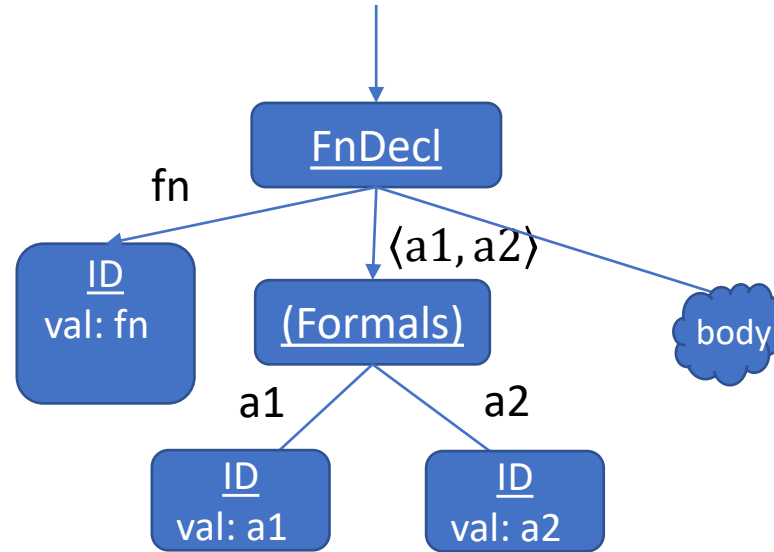 FnDecl
fn
⟨a1, a2⟩
ID
val: fn
(Formals)
body
a1
a2
ID
val: a1
ID
val: a2